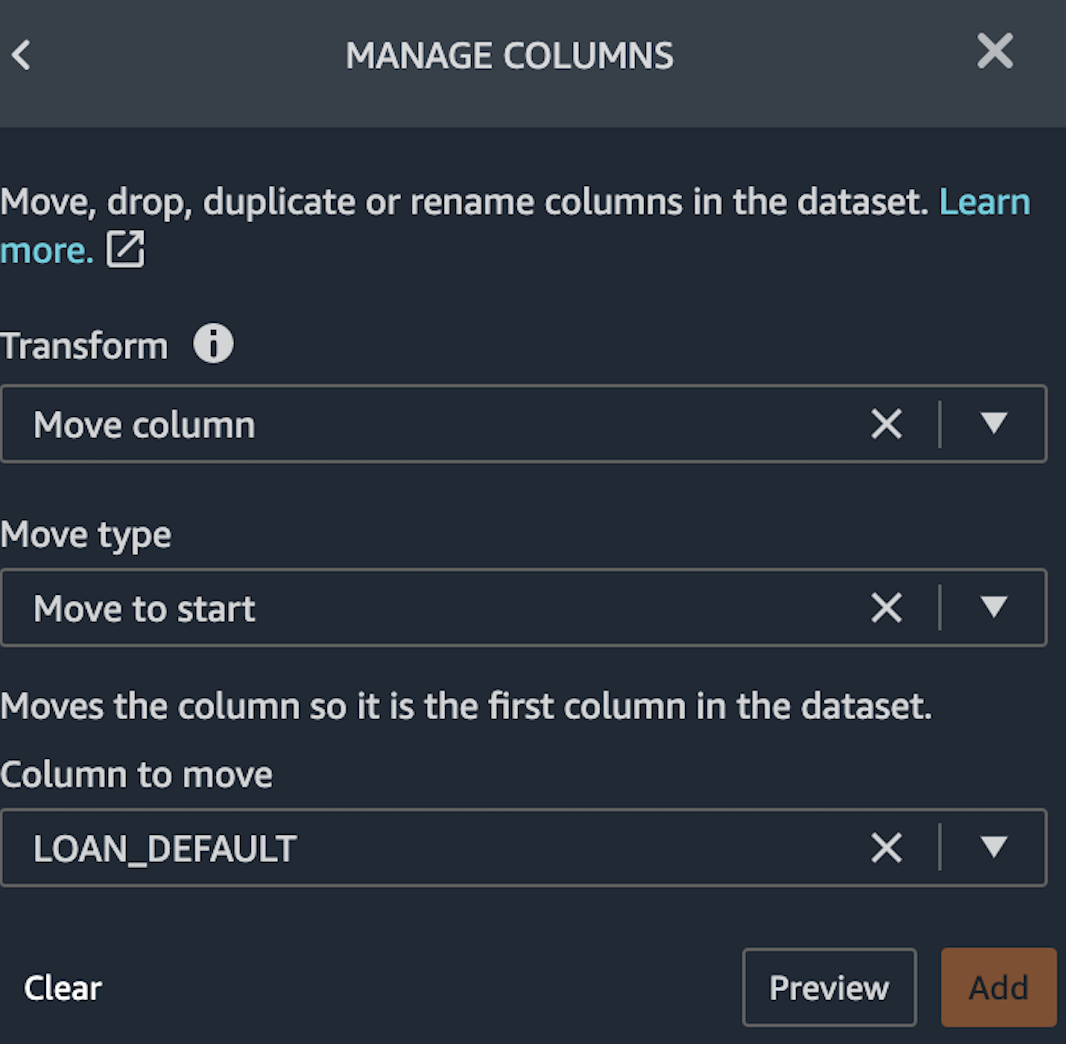 MANAGE COLUMNS
Move, drop, duplicate or rename columns in the dataset. Learn
more.
Transform
Move column
Move type
Move to start
Moves the column so it is the first column in the dataset.
Column to move
LOAN_DEFAULT
Clear
Preview
Add